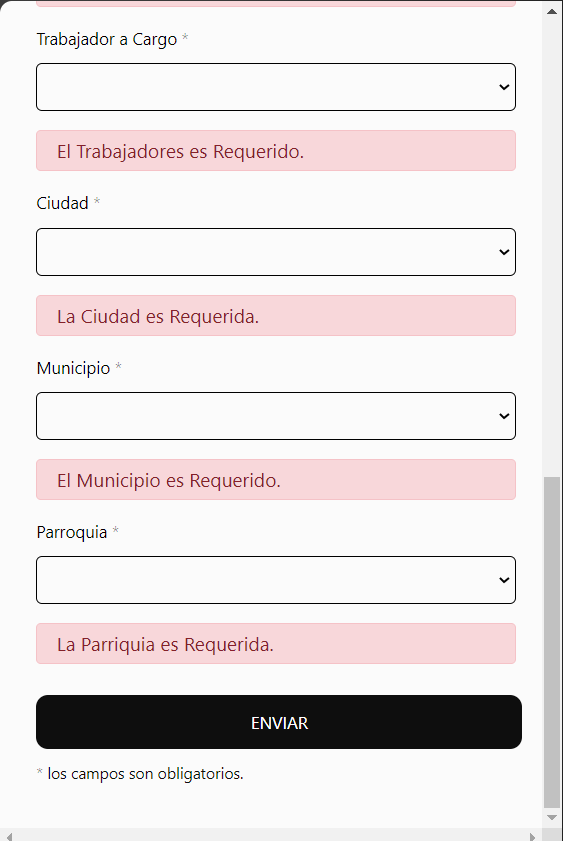 Trabajador a Cargo *
El Trabajadores es Requerido.
Ciudad *
La Ciudad es Requerida.
Municipio *
El Municipio es Requerido.
Parroquia *
La Parriquia es Requerida.
ENVIAR
* los campos son obligatorios.